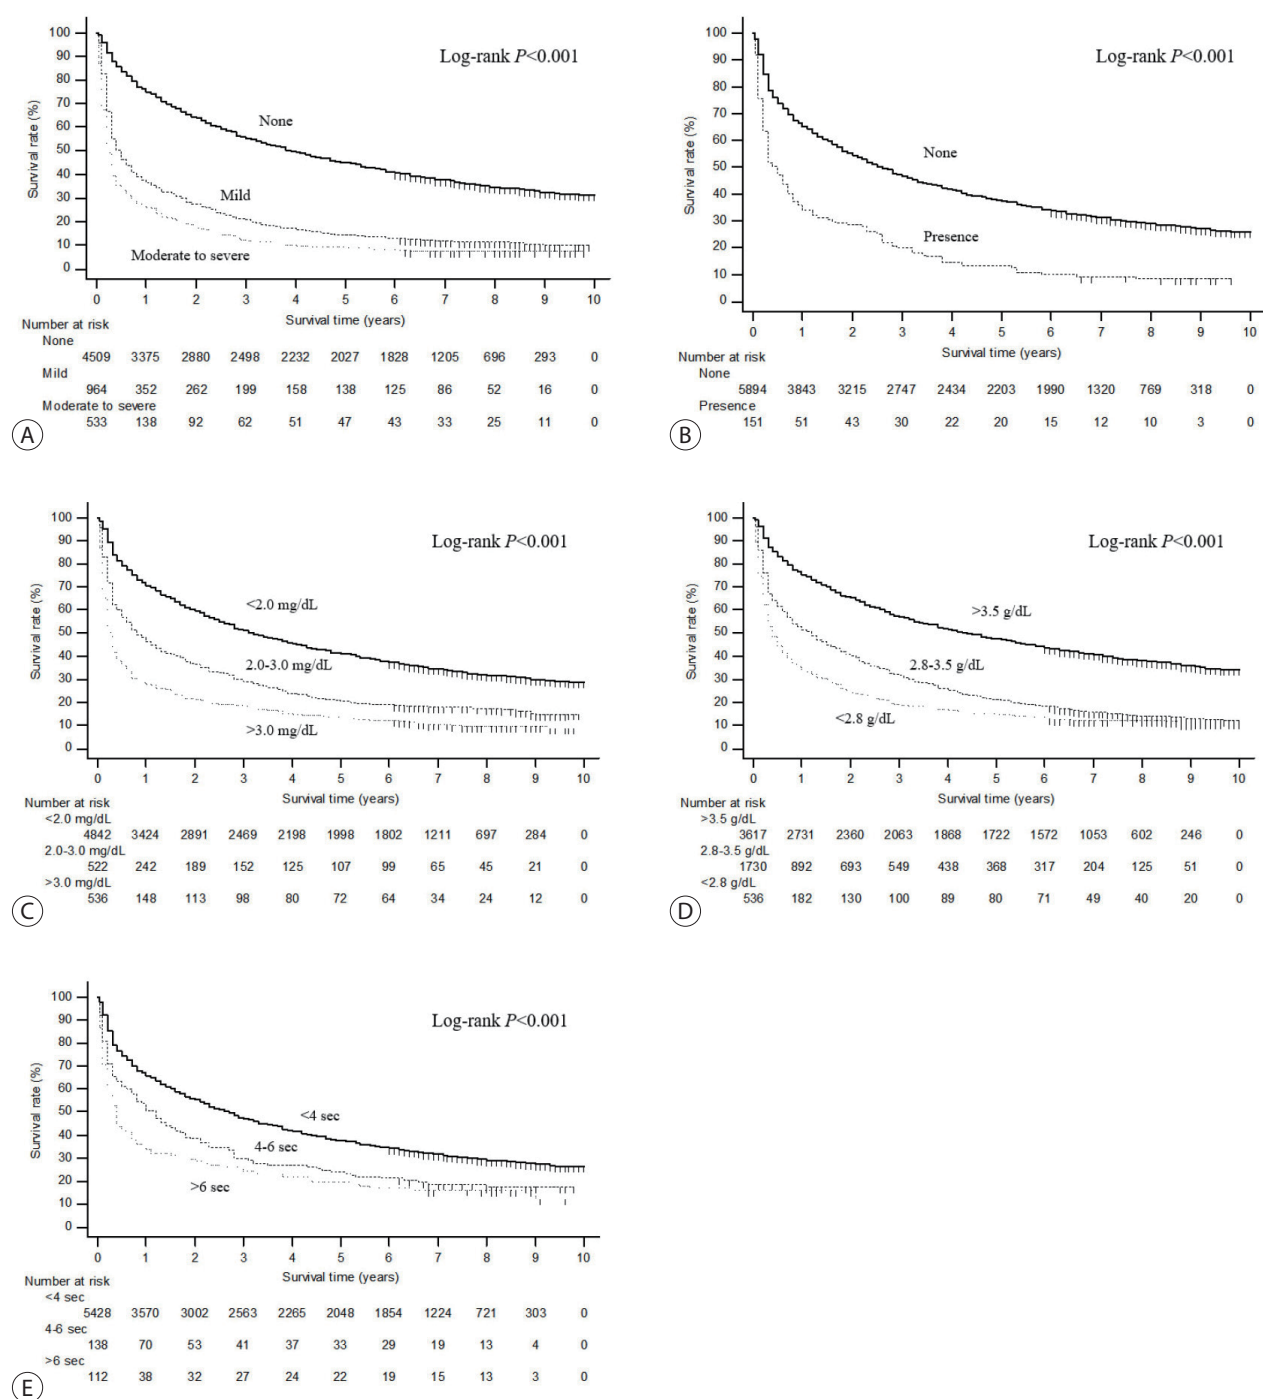 100
90
80
70
60
50
40
30
20
10
0
Survival rate (%)
Log-rank P<0.001
None
Mild
Moderate to severe
0 1 2 3 4 5 6 7 8 9 10
Survival time (years)
Number at risk
None
4509 3375 2880 2498 2232 2027 1828 1205 696 293 0
Mild
964 352 262 199 158 138 125 86 52 16 0
Moderate to severe
533 138 92 62 51 47 43 33 25 11 0
A
100
90
80
70
60
50
40
30
20
10
0
Survival rate (%)
Log-rank P<0.001
None
Presence
0 1 2 3 4 5 6 7 8 9 10
Survival time (years)
Number at risk
None
5894 3843 3215 2747 2434 2203 1990 1320 769 318 0
Presence
151 51 43 30 22 20 15 12 10 3 0
B
100
90
80
70
60
50
40
30
20
10
0
Survival rate (%)
Log-rank P<0.001
<2.0 mg/dL
2.0-3.0 mg/dL
>3.0 mg/dL
0 1 2 3 4 5 6 7 8 9 10
Survival time (years)
Number at risk
<2.0 mg/dL
4842 3424 2891 2469 2198 1998 1802 1211 697 284 0
2.0-3.0 mg/dL
522 242 189 152 125 107 99 65 45 21 0
>3.0 mg/dL
536 148 113 98 80 72 64 34 24 12 0
C
100
90
80
70
60
50
40
30
20
10
0
Survival rate (%)
Log-rank P<0.001
>3.5 g/dL
2.8-3.5 g/dL
<2.8 g/dL
0 1 2 3 4 5 6 7 8 9 10
Survival time (years)
Number at risk
>3.5 g/dL
3617 2731 2360 2063 1868 1722 1572 1053 602 246 0
2.8-3.5 g/dL
1730 892 693 549 438 368 317 204 125 51 0
<2.8 g/dL
536 182 130 100 89 80 71 49 40 20 0
D
100
90
80
70
60
50
40
30
20
10
0
Survival rate (%)
Log-rank P<0.001
<4 sec
4-6 sec
>6 sec
0 1 2 3 4 5 6 7 8 9 10
Survival time (years)
Number at risk
<4 sec
5428 3570 3002 2563 2265 2048 1854 1224 721 303 0
4-6 sec
138 70 53 41 37 33 29 19 13 4 0
>6 sec
112 38 32 27 24 22 19 15 13 3 0
E